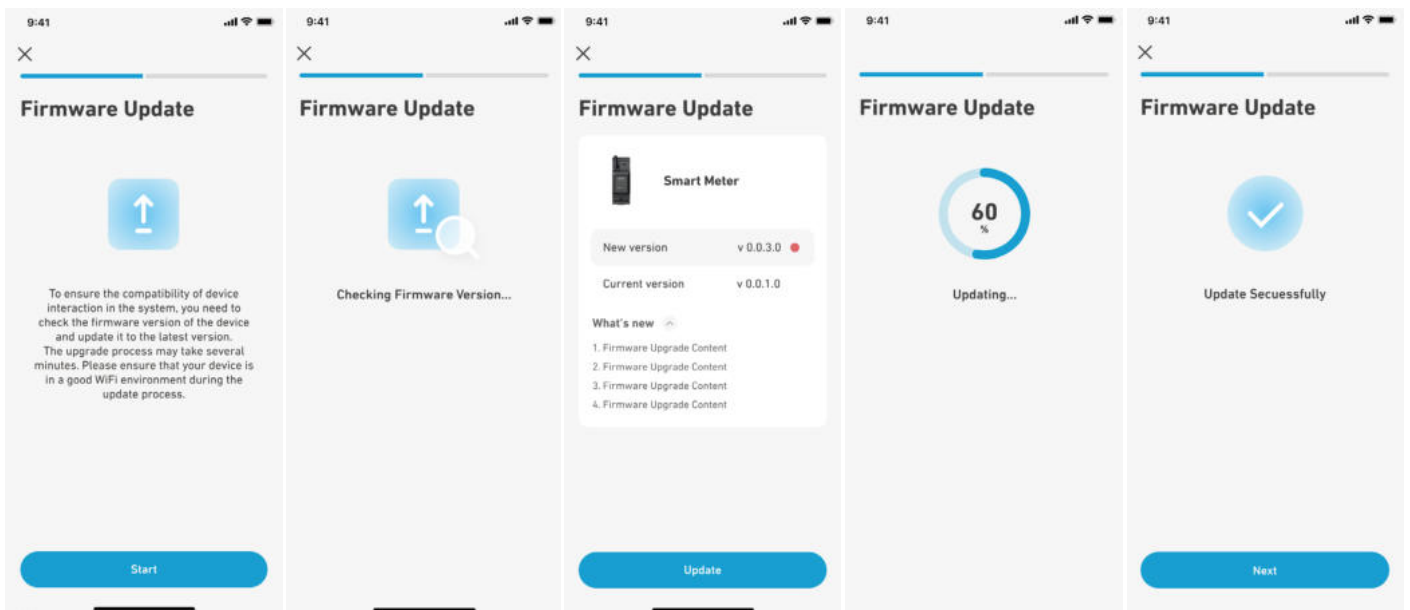 9:41
Firmware Update
To ensure the compatibility of device
interaction in the system, you need to
check the firmware version of the device
and update it to the latest version.
The upgrade process may take several
minutes. Please ensure that your device is
in a good WiFi environment during the
update process.
Start
9:41
Firmware Update
Checking Firmware Version...
9:41
Firmware Update
Smart Meter
New version v 0.0.3.0
Current version v 0.0.1.0
What's new
1. Firmware Upgrade Content
2. Firmware Upgrade Content
3. Firmware Upgrade Content
4. Firmware Upgrade Content
Update
9:41
Firmware Update
60
%
Updating...
9:41
Firmware Update
Update Secuessfully
Next